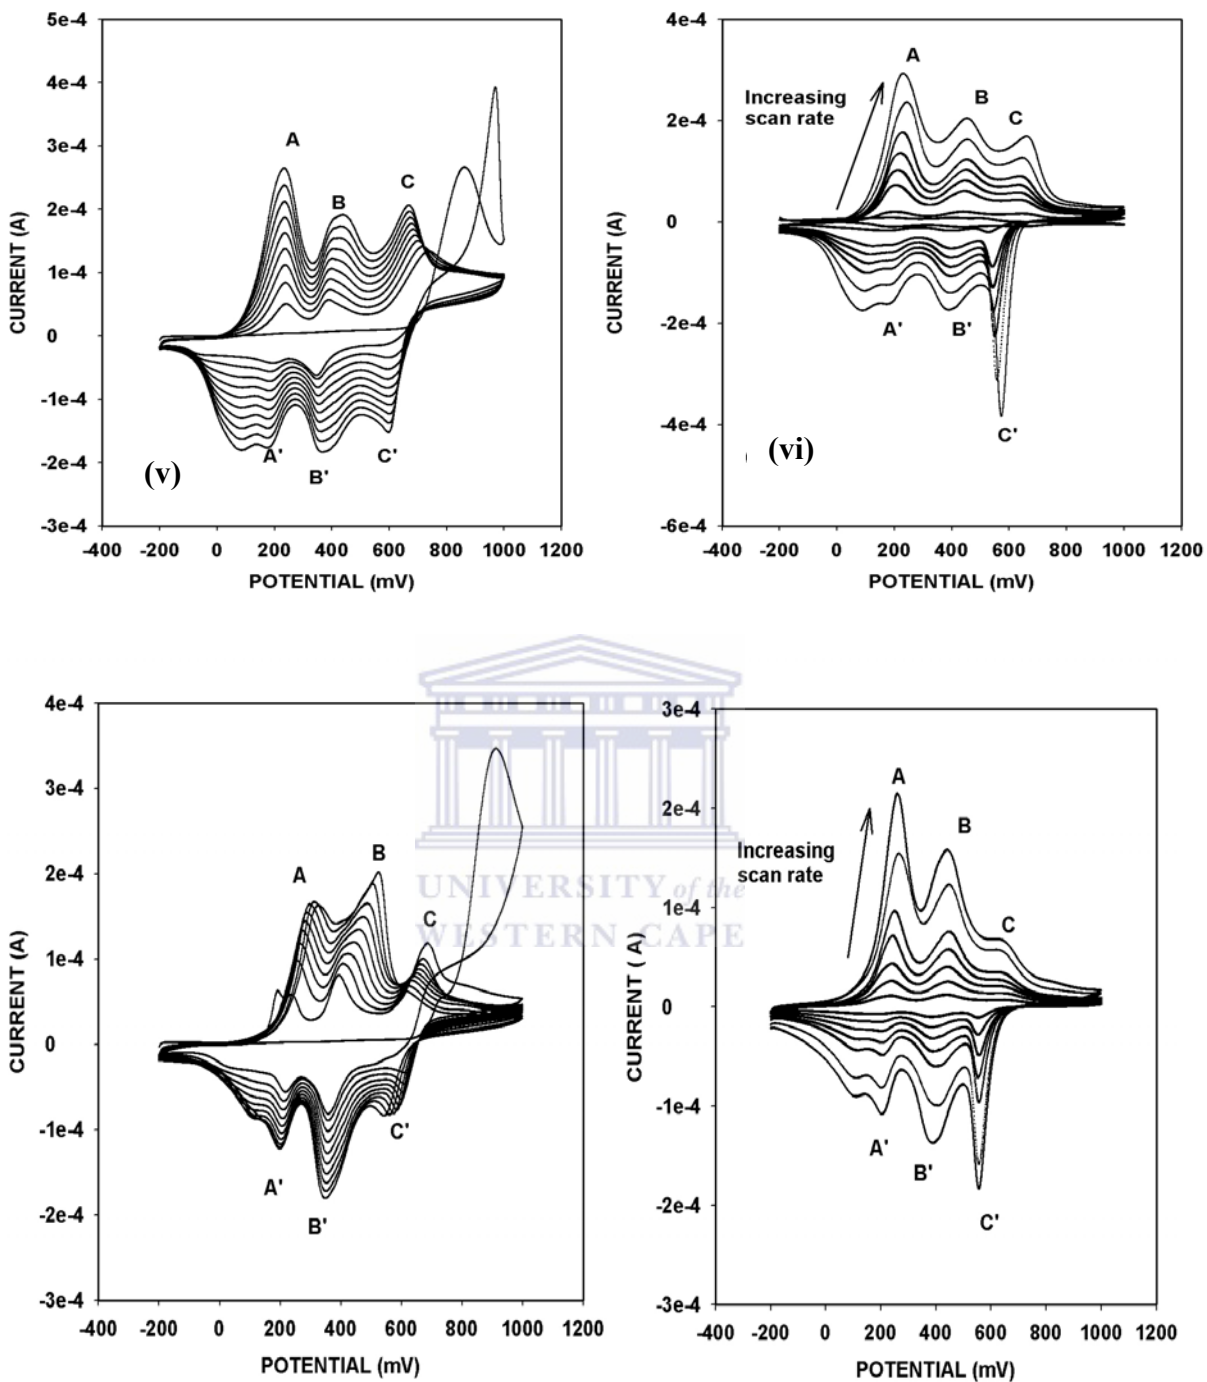 5e-4
4e-4
3e-4
2e-4
1e-4
0
-1e-4
-2e-4
-3e-4
CURRENT (A)
A
B
C
A'
B'
C'
(v)
-400 -200 0 200 400 600 800 1000 1200
POTENTIAL (mV)
4e-4
2e-4
0
-2e-4
-4e-4
-6e-4
CURRENT (A)
Increasing
scan rate
A
B
C
A'
B'
C'
(vi)
-400 -200 0 200 400 600 800 1000 1200
POTENTIAL (mV)
UNIVERSITY of the
WESTERN CAPE
4e-4
3e-4
2e-4
1e-4
0
-1e-4
-2e-4
-3e-4
CURRENT (A)
A
B
C
A'
B'
C'
-400 -200 0 200 400 600 800 1000 1200
POTENTIAL (mV)
3e-4
2e-4
1e-4
0
-1e-4
-2e-4
-3e-4
CURRENT ( A)
Increasing
scan rate
A
B
C
A'
B'
C'
-400 -200 0 200 400 600 800 1000 1200
POTENTIAL (mV)